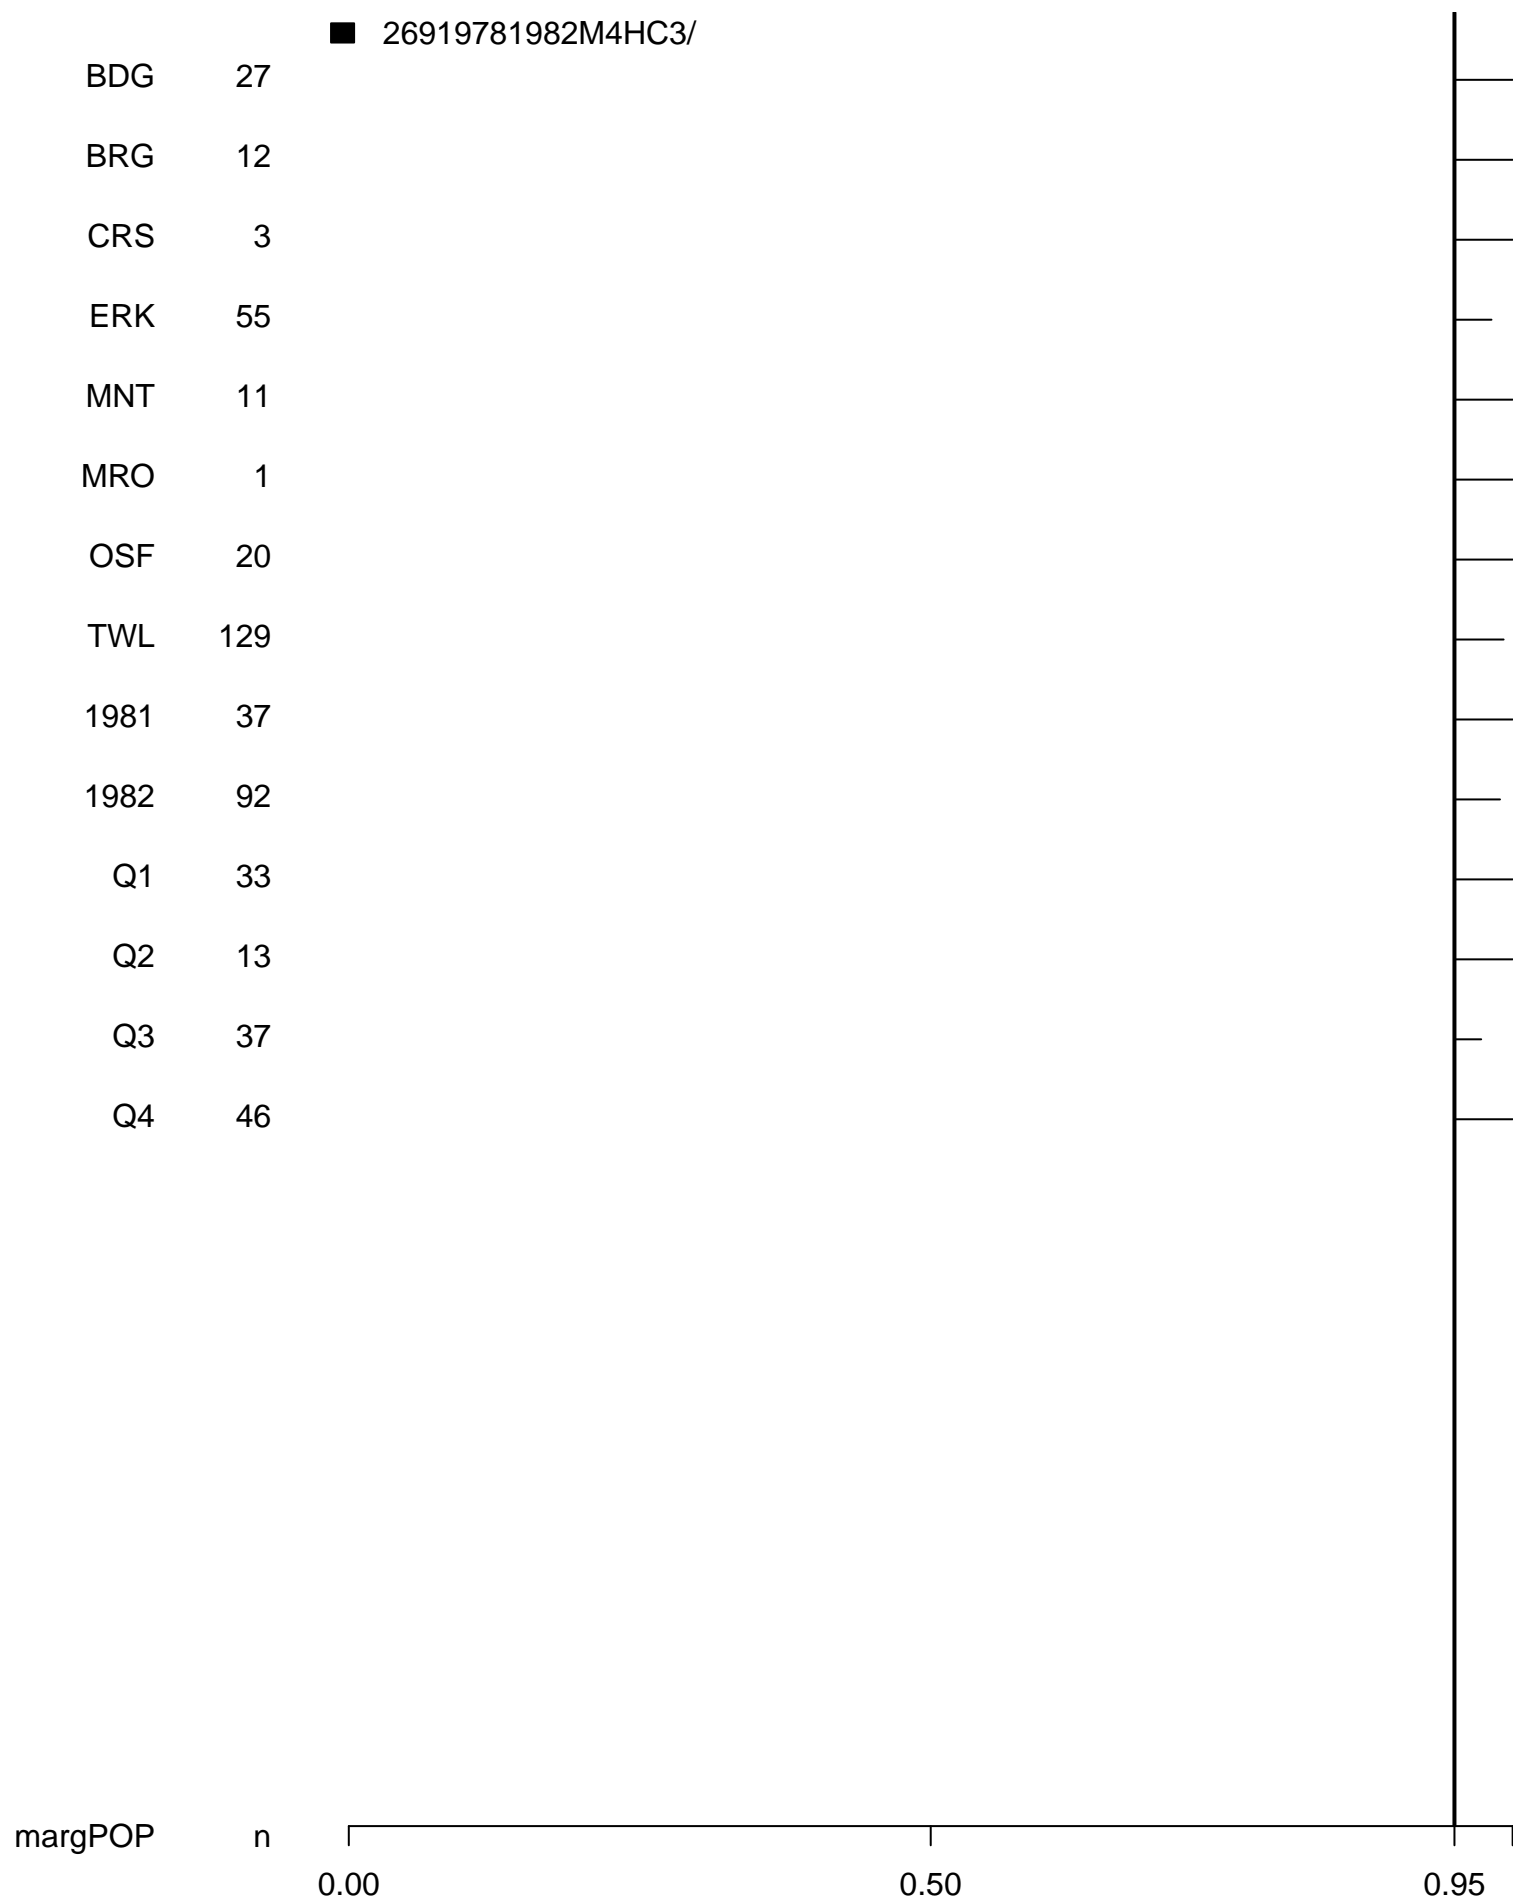 26919781982M4HC3/
BDG 27
BRG 12
CRS 3
ERK 55
MNT 11
MRO 1
OSF 20
TWL 129
1981 37
1982 92
Q1 33
Q2 13
Q3 37
Q4 46
margPOP n
0.00 0.50 0.95